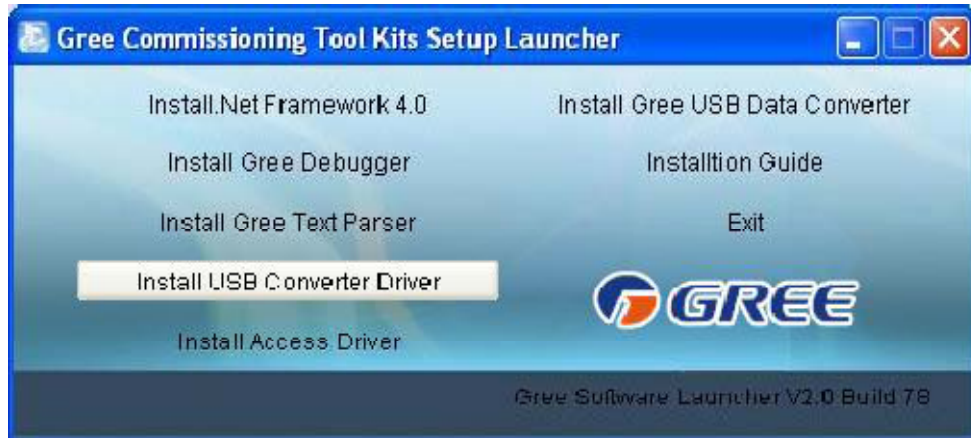 Gree Commissioning Tool Kits Setup Launcher
Install.Net Framework 4.0
Install Gree USB Data Converter
Install Gree Debugger
Installtion Guide
Install Gree Text Parser
Exit
Install USB Converter Driver
GREE
Install Access Driver
Gree Software Launcher V2.0 Build 78